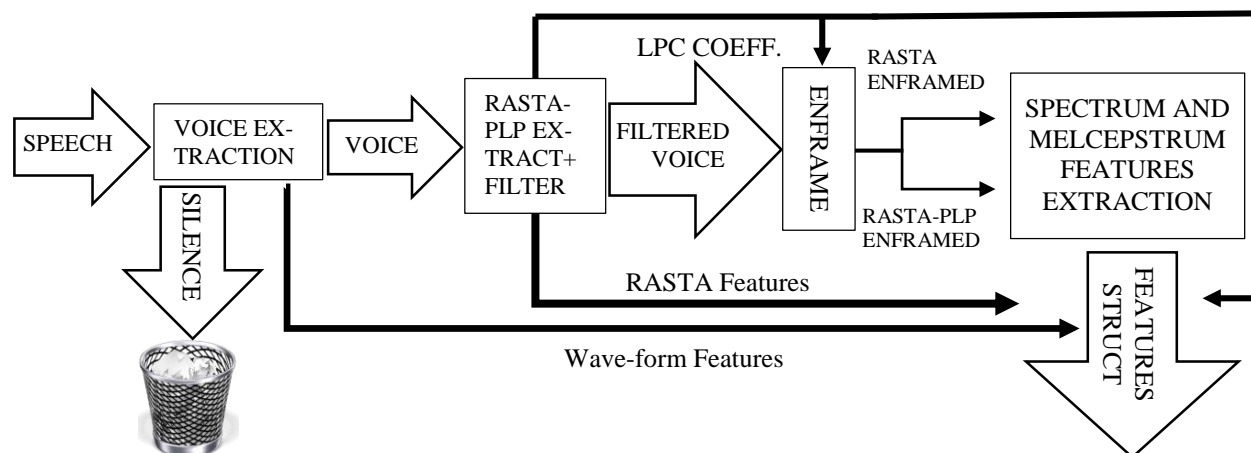 LPC COEFF.
SPEECH
VOICE EX-
TRACTION
VOICE
RASTA-
PLP EX-
TRACT+
FILTER
FILTERED
VOICE
ENFRAME
RASTA
ENFRAMED
RASTA-PLP
ENFRAMED
SPECTRUM AND
MELCEPSTRUM
FEATURES
EXTRACTION
SILENCE
RASTA Features
Wave-form Features
FEATURES
STRUCT